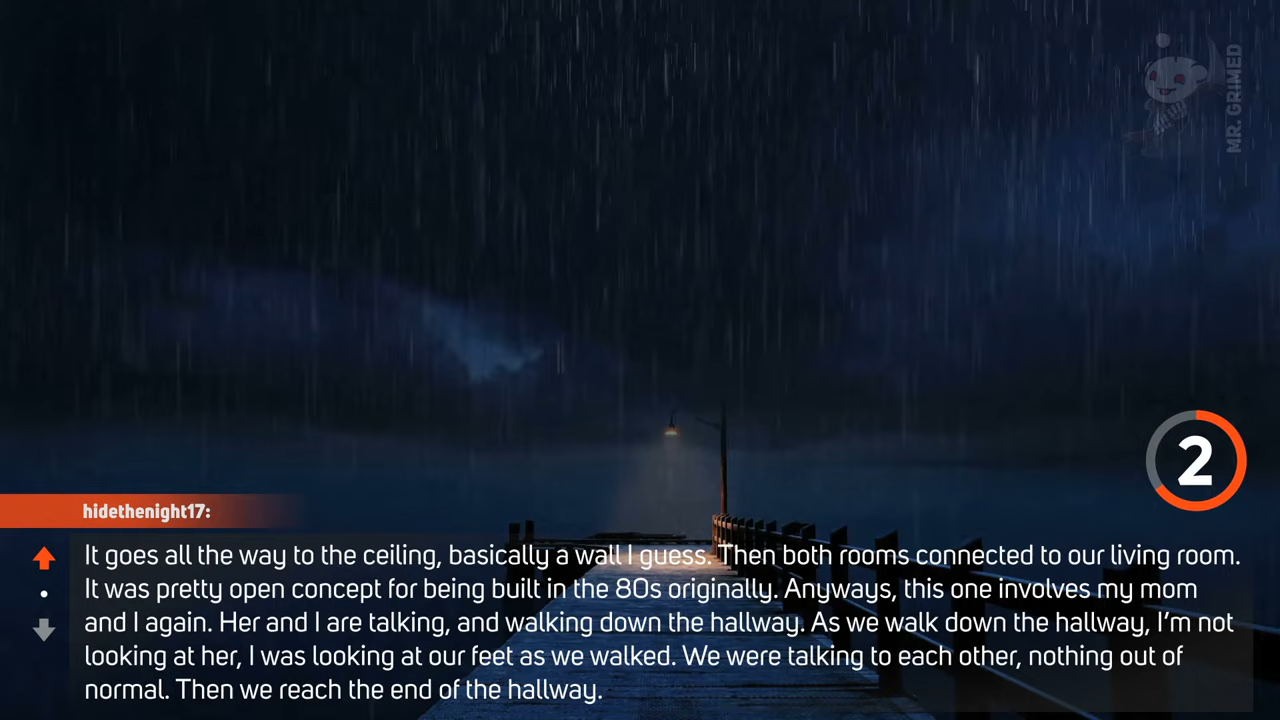 MR. GRIMED
2
hidethenight17:
It goes all the way to the ceiling, basically a wall I guess. Then both rooms connected to our living room.
It was pretty open concept for being built in the 80s originally. Anyways, this one involves my mom
and I again. Her and I are talking, and walking down the hallway. As we walk down the hallway, I'm not
looking at her, I was looking at our feet as we walked. We were talking to each other, nothing out of
normal. Then we reach the end of the hallway.